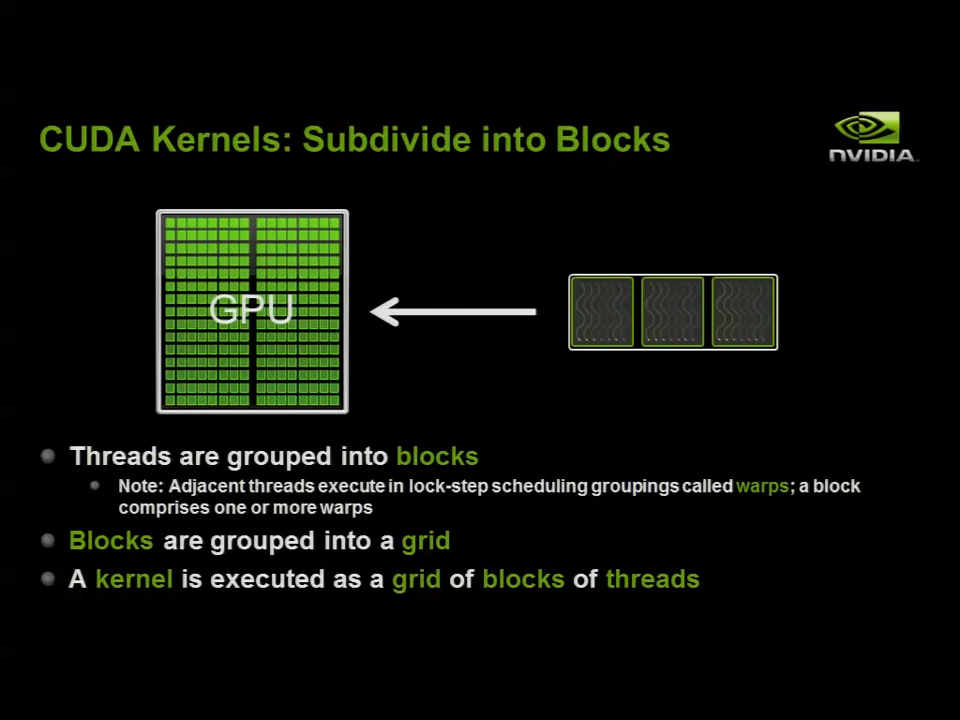 CUDA Kernels: Subdivide into Blocks
NVIDIA
GPU
Threads are grouped into blocks
Note: Adjacent threads execute in lock-step scheduling groupings called warps; a block
comprises one or more warps
Blocks are grouped into a grid
A kernel is executed as a grid of blocks of threads